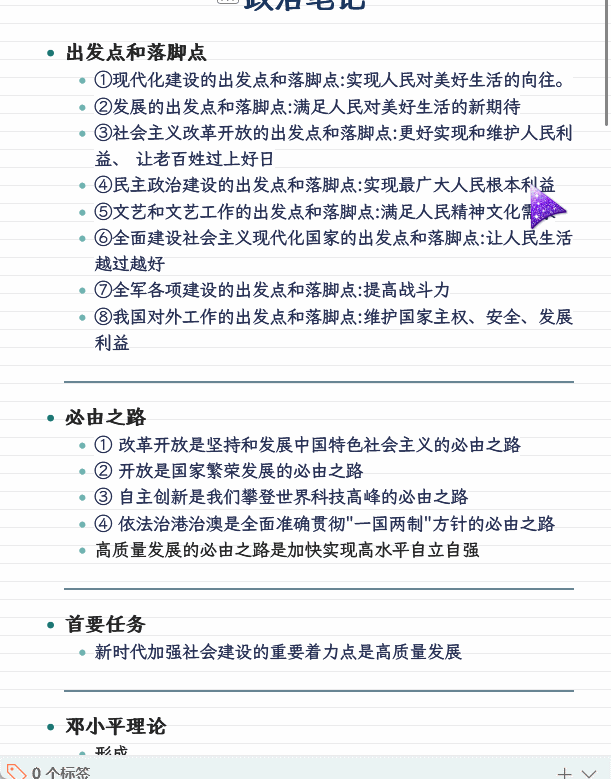 政治笔记
出发点和落脚点
①现代化建设的出发点和落脚点:实现人民对美好生活的向往。
②发展的出发点和落脚点:满足人民对美好生活的新期待
③社会主义改革开放的出发点和落脚点:更好实现和维护人民利
益、 让老百姓过上好日
④民主政治建设的出发点和落脚点:实现最广大人民根本利益
⑤文艺和文艺工作的出发点和落脚点:满足人民精神文化需
⑥全面建设社会主义现代化国家的出发点和落脚点:让人民生活
越过越好
⑦全军各项建设的出发点和落脚点:提高战斗力
⑧我国对外工作的出发点和落脚点:维护国家主权、安全、发展
利益
必由之路
① 改革开放是坚持和发展中国特色社会主义的必由之路
② 开放是国家繁荣发展的必由之路
③ 自主创新是我们攀登世界科技高峰的必由之路
④ 依法治港治澳是全面准确贯彻"一国两制"方针的必由之路
高质量发展的必由之路是加快实现高水平自立自强
首要任务
新时代加强社会建设的重要着力点是高质量发展
邓小平理论
形成
0 个标签